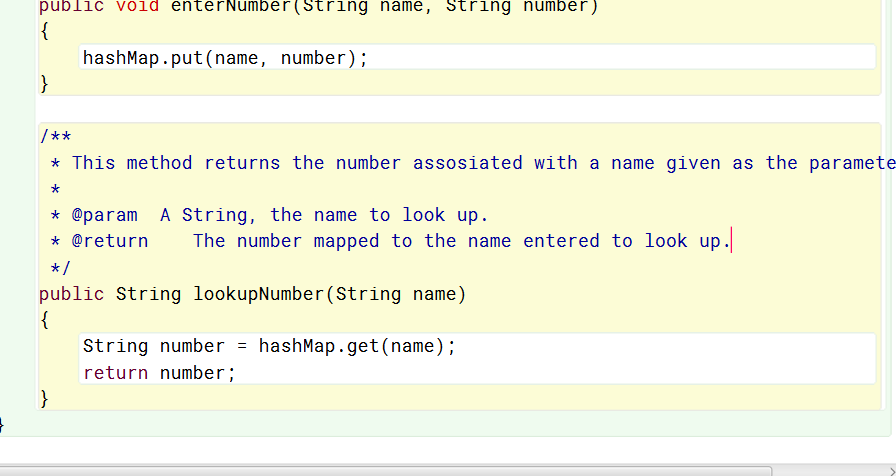 public void enterNumber(String name, String number)
{
hashMap.put(name, number);
}
/**
* This method returns the number assosiated with a name given as the paramete
*
* @param  A String, the name to look up.
* @return    The number mapped to the name entered to look up.
*/
public String lookupNumber(String name)
{
String number = hashMap.get(name);
return number;
}
}